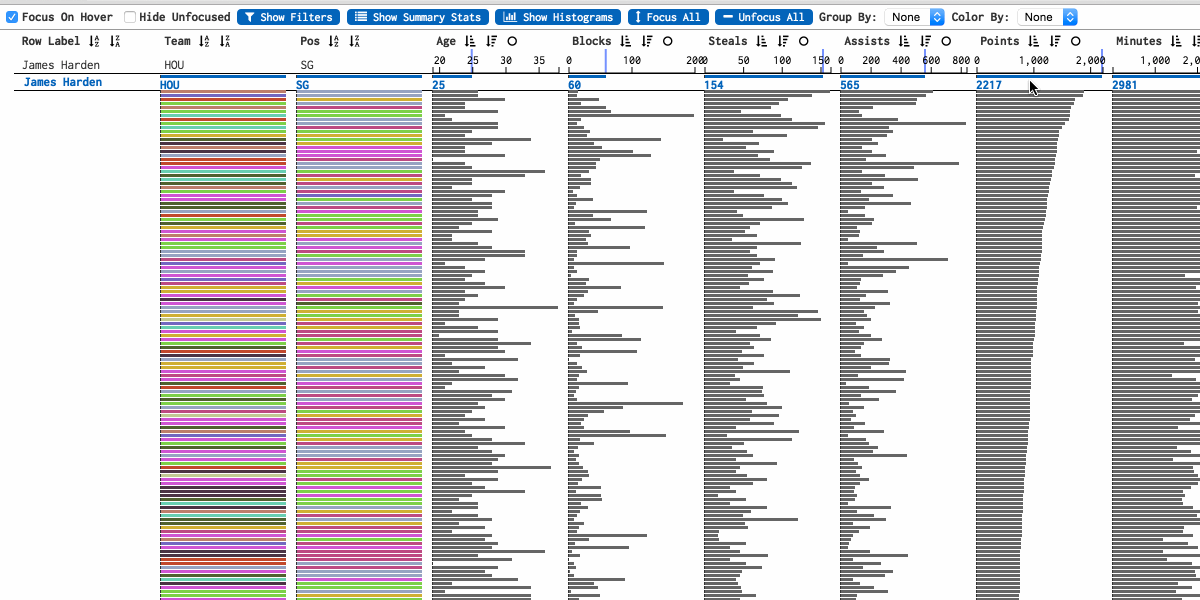 Focus On Hover Hide Unfocused Show Filters Show Summary Stats Show Histograms Focus All Unfocus All Group By: None Color By: None
Row Label Team Pos Age Blocks Steals Assists Points Minutes
James Harden HOU SG 20 25 30 35 0 100 200 0 50 100 150 0 200 400 600 800 0 1,000 2,000 0 1,000
James Harden HOU SG 25 60 154 565 2217 2981